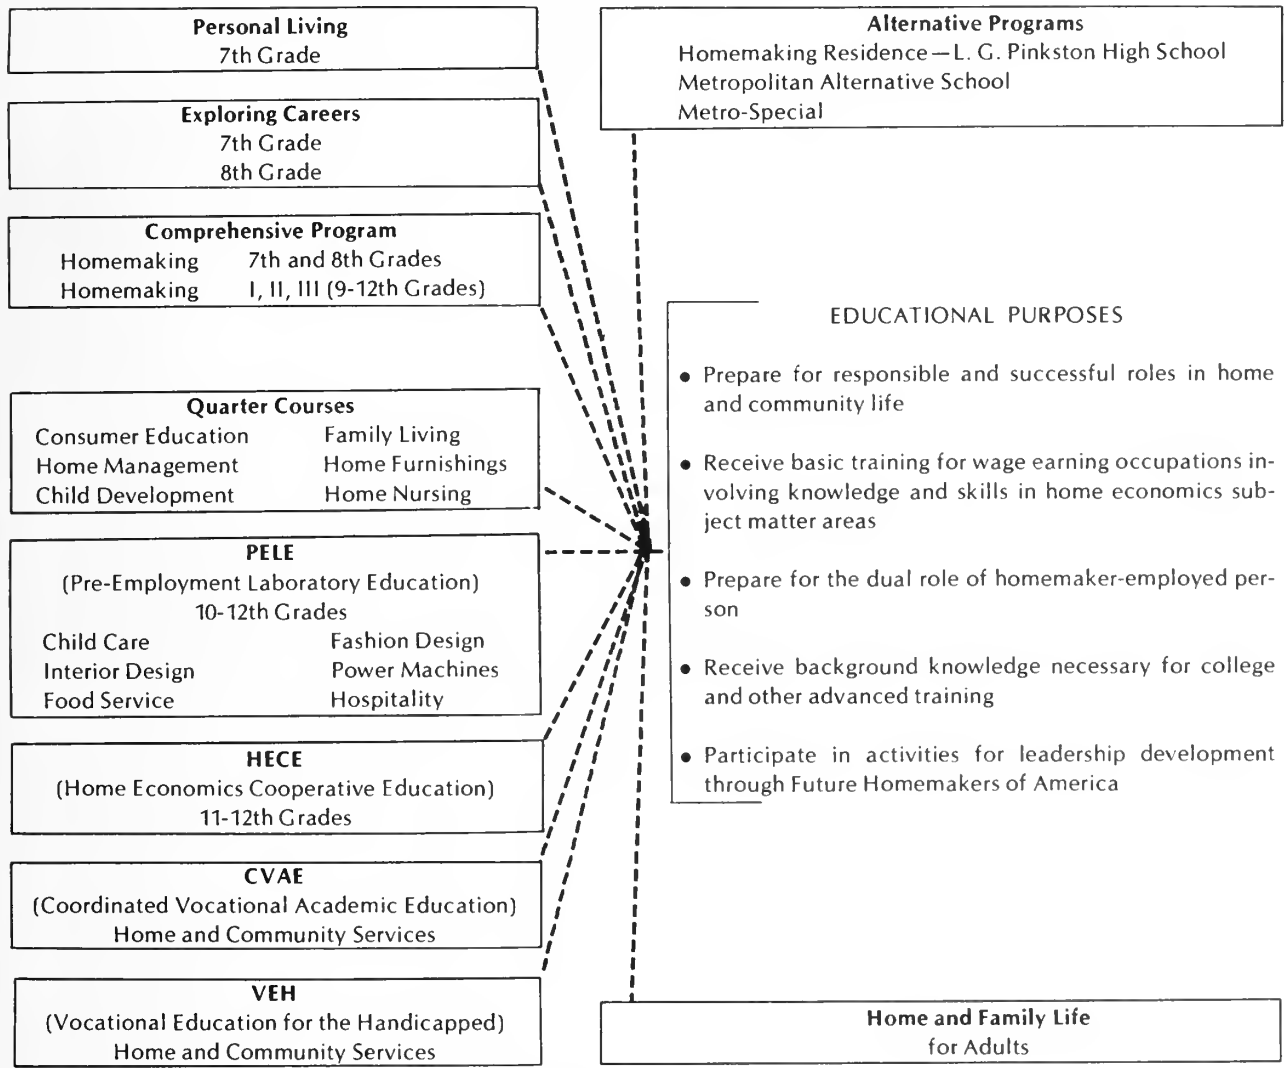 Personal Living
7th Grade
Exploring Careers
7th Grade
8th Grade
Comprehensive Program
Homemaking 7th and 8th Grades
Homemaking I, II, III (9-12th Grades)
Quarter Courses
Consumer Education Family Living
Home Management Home Furnishings
Child Development Home Nursing
PELE
(Pre-Employment Laboratory Education)
10-12th Grades
Child Care Fashion Design
Interior Design Power Machines
Food Service Hospitality
HECE
(Home Economics Cooperative Education)
11-12th Grades
CVAE
(Coordinated Vocational Academic Education)
Home and Community Services
VEH
(Vocational Education for the Handicapped)
Home and Community Services
Alternative Programs
Homemaking Residence—L. G. Pinkston High School
Metropolitan Alternative School
Metro-Special
EDUCATIONAL PURPOSES
• Prepare for responsible and successful roles in home
and community life
• Receive basic training for wage earning occupations in-
volving knowledge and skills in home economics sub-
ject matter areas
• Prepare for the dual role of homemaker-employed per-
son
• Receive background knowledge necessary for college
and other advanced training
• Participate in activities for leadership development
through Future Homemakers of America
Home and Family Life
for Adults